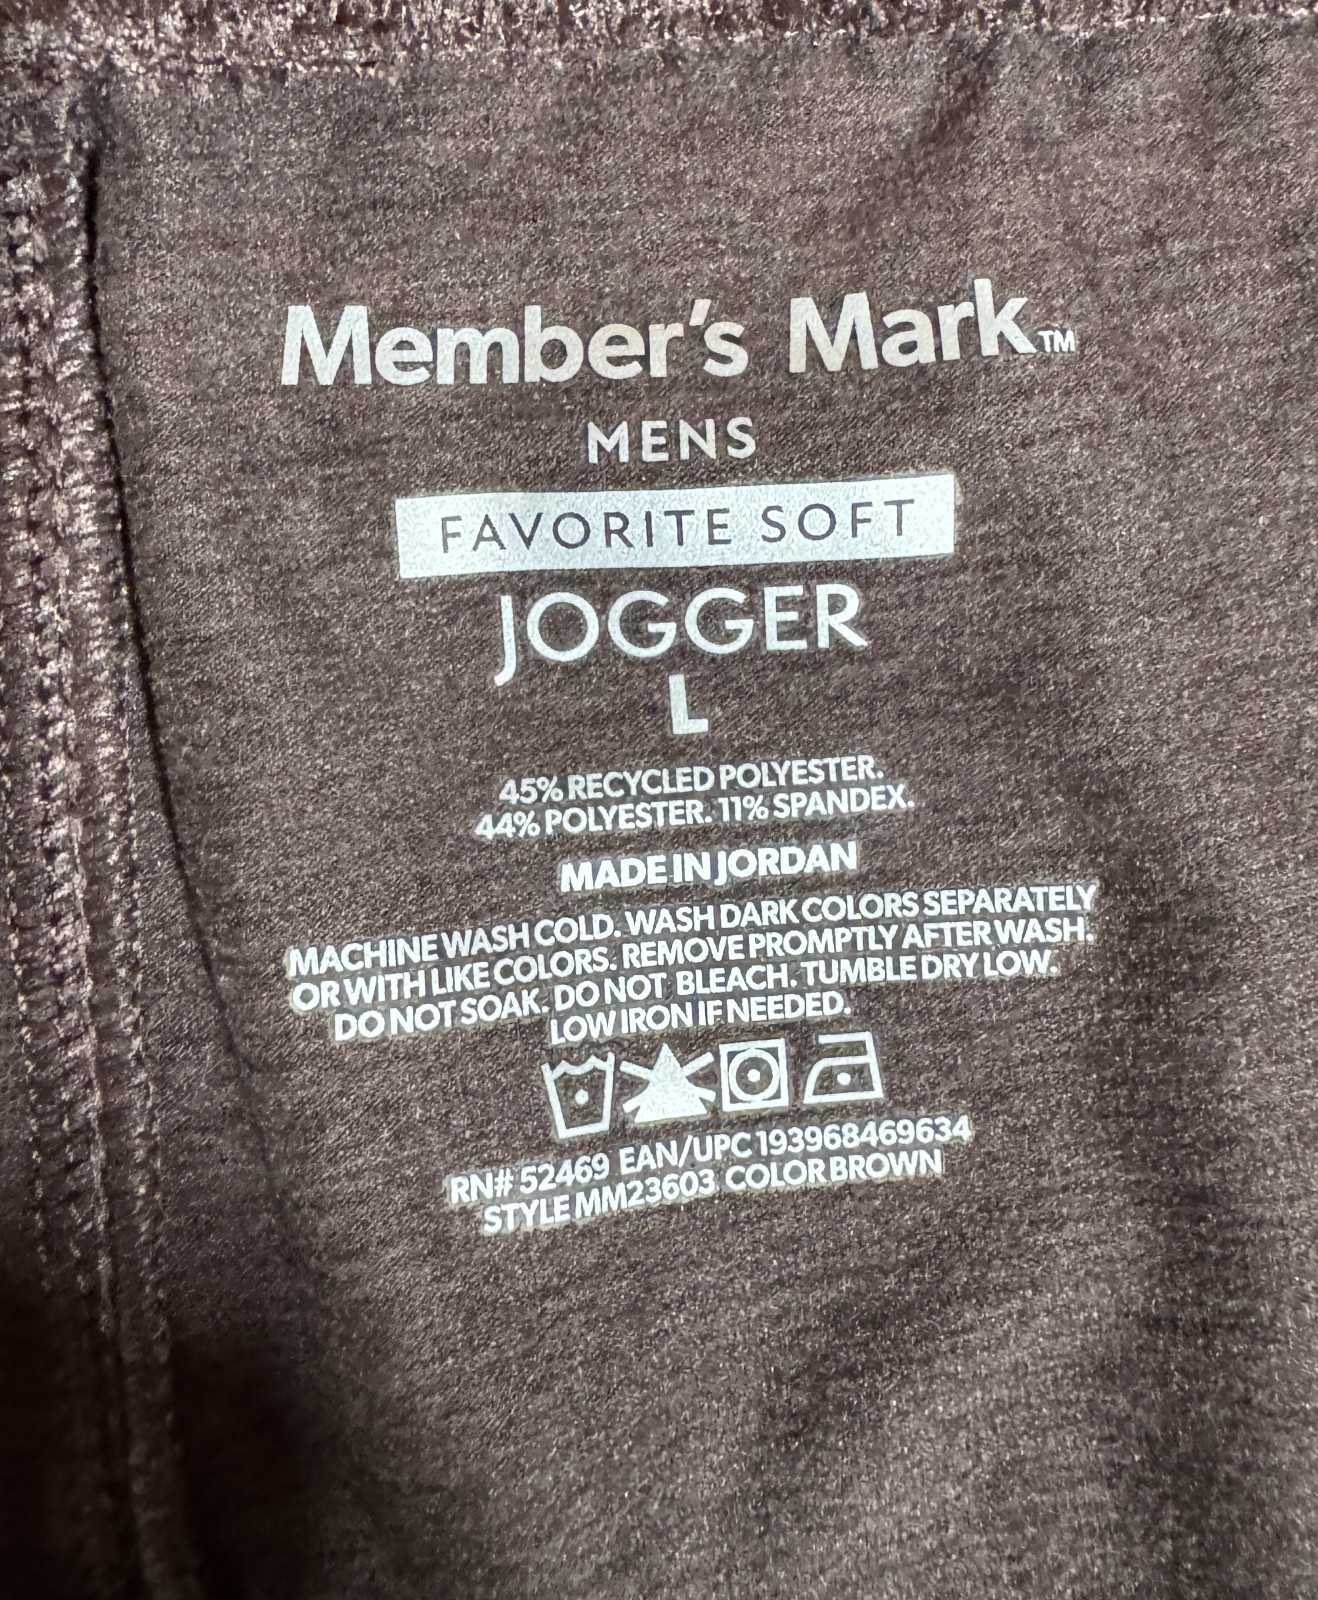 Member's Mark™
MENS
FAVORITE SOFT
JOGGER
L
45% RECYCLED POLYESTER.
44% POLYESTER. 11% SPANDEX.
MADE IN JORDAN
MACHINE WASH COLD. WASH DARK COLORS SEPARATELY
OR WITH LIKE COLORS. REMOVE PROMPTLY AFTER WASH.
DO NOT SOAK. DO NOT BLEACH. TUMBLE DRY LOW.
LOW IRON IF NEEDED.
RN# 52469 EAN/UPC 193968469634
STYLE MM23603 COLOR BROWN